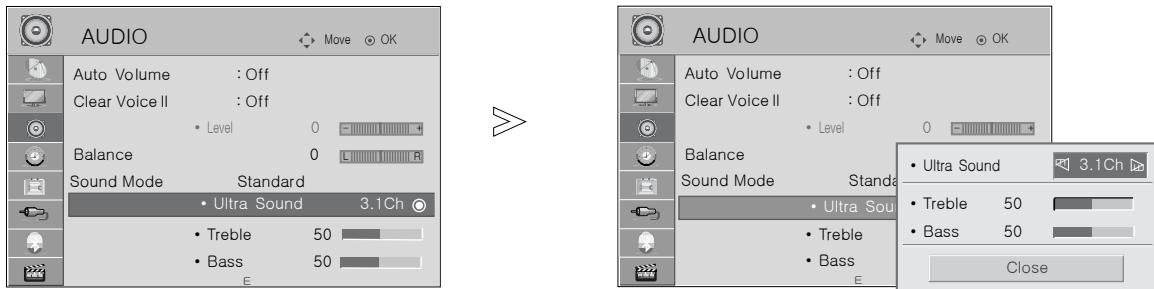 AUDIO Move OK
Auto Volume : Off
Clear Voice II : Off
• Level 0 - +
Balance 0 L R
Sound Mode Standard
• Ultra Sound 3.1Ch
• Treble 50
• Bass 50
E
AUDIO Move OK
Auto Volume : Off
Clear Voice II : Off
• Level 0 - +
Balance
Sound Mode Standa
• Ultra Sou
• Treble
• Bass
E
• Ultra Sound 3.1Ch
• Treble 50
• Bass 50
Close